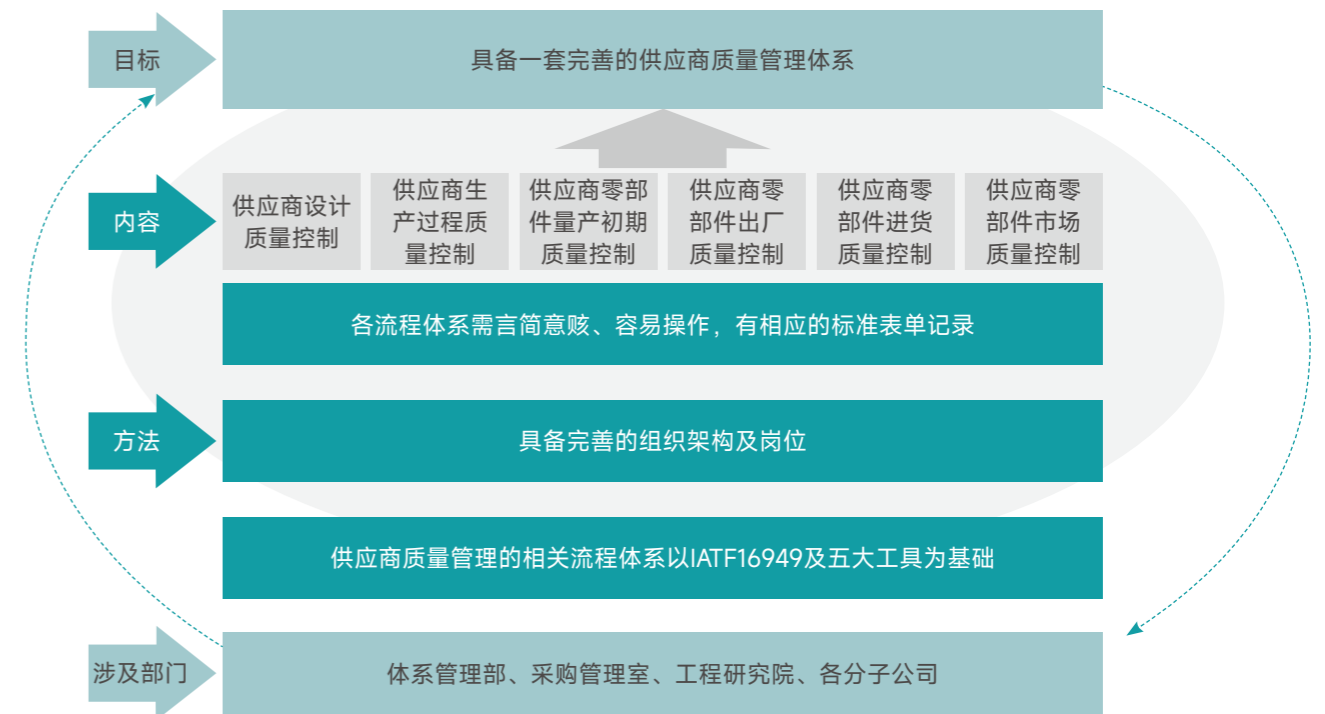 目标
具备一套完善的供应商质量管理体系
内容
供应商设计
质量控制
供应商生
产过程质
量控制
供应商零部
件量产初期
质量控制
供应商零
部件出厂
质量控制
供应商零
部件进货
质量控制
供应商零
部件市场
质量控制
各流程体系需言简意赅、容易操作，有相应的标准表单记录
方法
具备完善的组织架构及岗位
供应商质量管理的相关流程体系以IATF16949及五大工具为基础
涉及部门
体系管理部、采购管理室、工程研究院、各分子公司